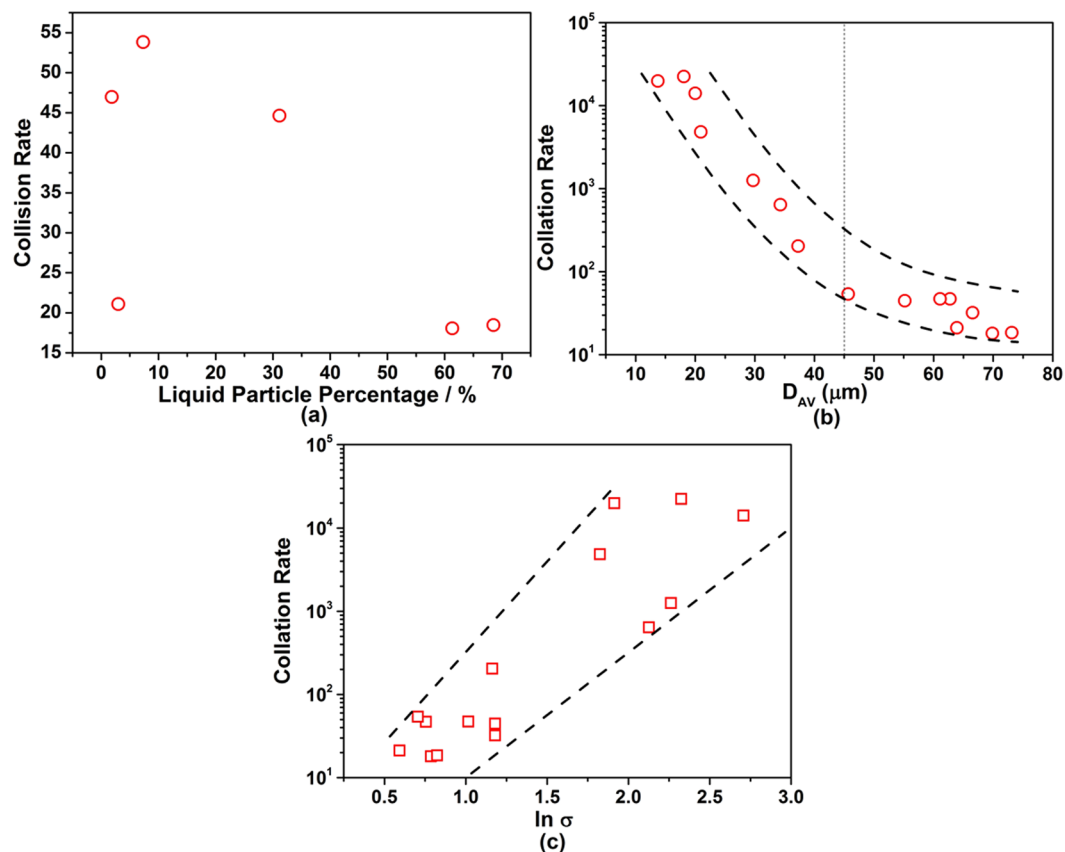 55
50
45
40
35
30
25
20
15
Collision Rate
0 10 20 30 40 50 60 70
Liquid Particle Percentage / %
(a)
10^5
10^4
10^3
10^2
10^1
Collation Rate
10 20 30 40 50 60 70 80
D_AV (μm)
(b)
10^5
10^4
10^3
10^2
10^1
Collation Rate
0.5 1.0 1.5 2.0 2.5 3.0
ln σ
(c)